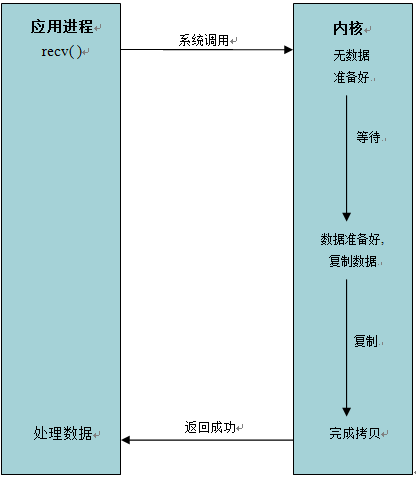 应用进程
recv( )
系统调用
内核
无数据
准备好
等待
数据准备好,
复制数据
复制
处理数据
返回成功
完成拷贝